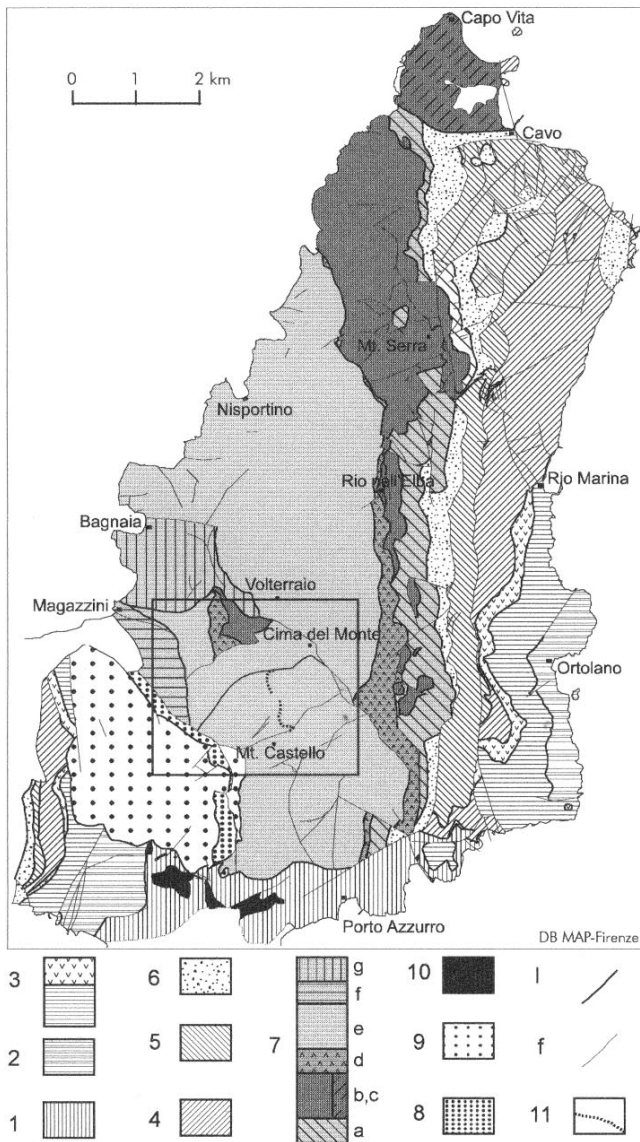 Capo Vita
0 1 2 km
Cavo
Mt. Serra
Nisportino
Rio nell'Elba
Rio Marina
Bagnaia
Volterraio
Magazzini
Cima del Monte
Ortolano
Mt. Castello
Porto Azzurro
DB MAP-Firenze
3 6 g 10 l
f
e
2 5 7 9 f
d
b,c
1 4 a 8 11